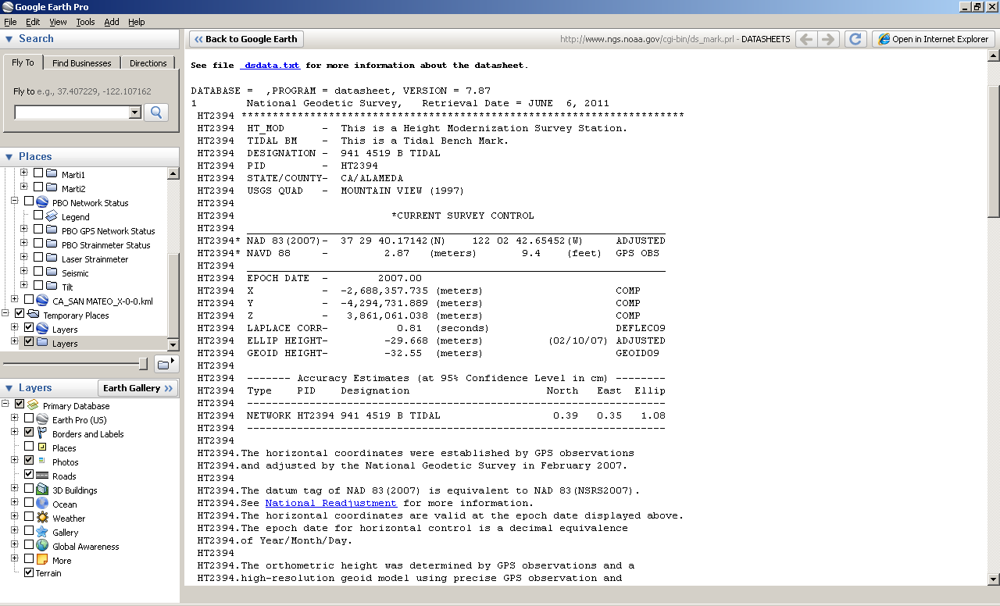 Google Earth Pro
File Edit View Tools Add Help
Search
Fly To Find Businesses Directions
Fly to e.g., 37.407229, -122.107162
Places
Marti1
Marti2
PBO Network Status
Legend
PBO GPS Network Status
PBO Strainmeter Status
Laser Strainmeter
Seismic
Tilt
CA_SAN MATEO_X-0-0.kml
Temporary Places
Layers
Layers
Layers Earth Gallery >>
Primary Database
Earth Pro (US)
Borders and Labels
Places
Photos
Roads
3D Buildings
Ocean
Weather
Gallery
Global Awareness
More
Terrain
<< Back to Google Earth http://www.ngs.noaa.gov/cgi-bin/ds_mark.prl - DATASHEETS Open in Internet Explorer
See file dsdata.txt for more information about the datasheet.
DATABASE =  ,PROGRAM = datasheet, VERSION = 7.87
1        National Geodetic Survey,   Retrieval Date = JUNE  6, 2011
HT2394 ***********************************************************************
HT2394  HT_MOD      -  This is a Height Modernization Survey Station.
HT2394  TIDAL BM    -  This is a Tidal Bench Mark.
HT2394  DESIGNATION -  941 4519 B TIDAL
HT2394  PID         -  HT2394
HT2394  STATE/COUNTY-  CA/ALAMEDA
HT2394  USGS QUAD   -  MOUNTAIN VIEW (1997)
HT2394
HT2394                         *CURRENT SURVEY CONTROL
HT2394  ___________________________________________________________________
HT2394* NAD 83(2007)-  37 29 40.17142(N)    122 02 42.65452(W)     ADJUSTED
HT2394* NAVD 88     -         2.87   (meters)       9.4    (feet)  GPS OBS
HT2394  ___________________________________________________________________
HT2394  EPOCH DATE  -        2007.00
HT2394  X           -  -2,688,357.735 (meters)                     COMP
HT2394  Y           -  -4,294,731.889 (meters)                     COMP
HT2394  Z           -   3,861,061.038 (meters)                     COMP
HT2394  LAPLACE CORR-           0.81  (seconds)                    DEFLEC09
HT2394  ELLIP HEIGHT-         -29.668 (meters)          (02/10/07) ADJUSTED
HT2394  GEOID HEIGHT-         -32.55  (meters)                     GEOID09
HT2394
HT2394  ------- Accuracy Estimates (at 95% Confidence Level in cm) --------
HT2394  Type    PID    Designation                      North   East  Ellip
HT2394  -------------------------------------------------------------------
HT2394  NETWORK HT2394 941 4519 B TIDAL                  0.39   0.35   1.08
HT2394  -------------------------------------------------------------------
HT2394
HT2394.The horizontal coordinates were established by GPS observations
HT2394.and adjusted by the National Geodetic Survey in February 2007.
HT2394
HT2394.The datum tag of NAD 83(2007) is equivalent to NAD 83(NSRS2007).
HT2394.See National Readjustment for more information.
HT2394.The horizontal coordinates are valid at the epoch date displayed above.
HT2394.The epoch date for horizontal control is a decimal equivalence
HT2394.of Year/Month/Day.
HT2394
HT2394.The orthometric height was determined by GPS observations and a
HT2394.high-resolution geoid model using precise GPS observation and